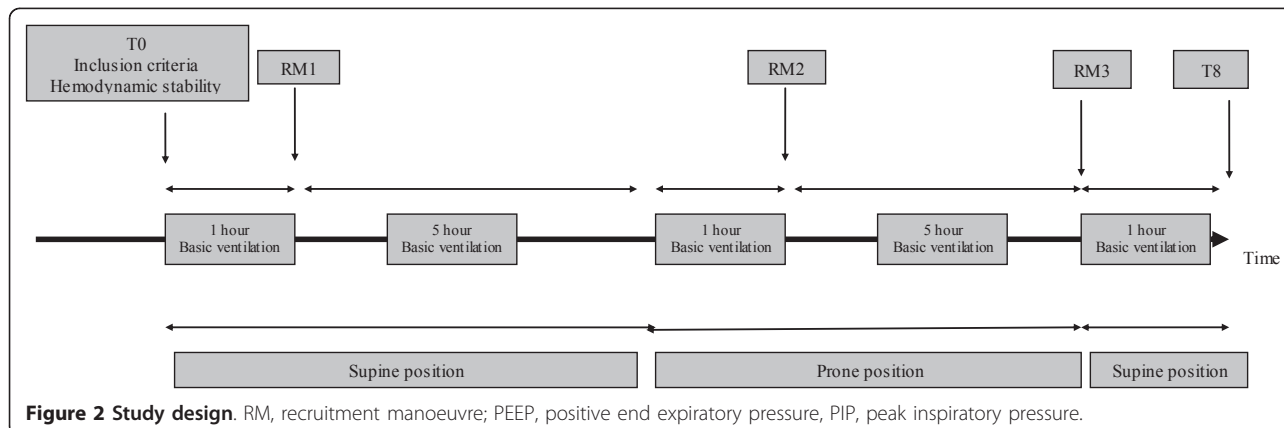 T0
Inclusion criteria
Hemodynamic stability
RM1
RM2
RM3
T8
1 hour
Basic ventilation
5 hour
Basic ventilation
1 hour
Basic ventilation
5 hour
Basic ventilation
1 hour
Basic ventilation
Time
Supine position
Prone position
Supine position
Figure 2 Study design. RM, recruitment manoeuvre; PEEP, positive end expiratory pressure, PIP, peak inspiratory pressure.